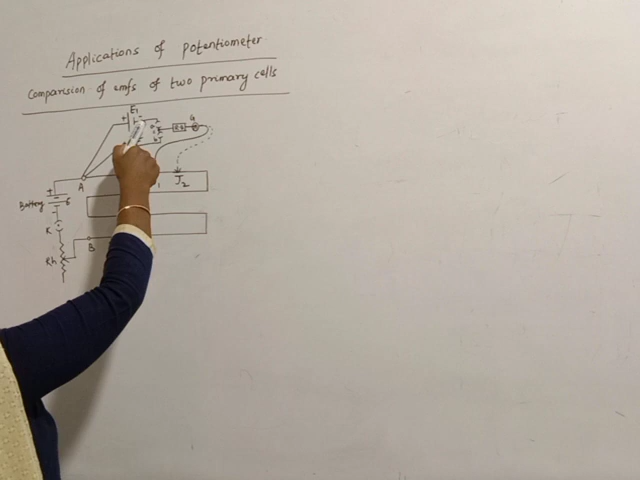 Applications of potentiometer
Comparision of emfs of two primary cells
E1
+ -
G
A
J2
+
Battery
-
K
B
Rh